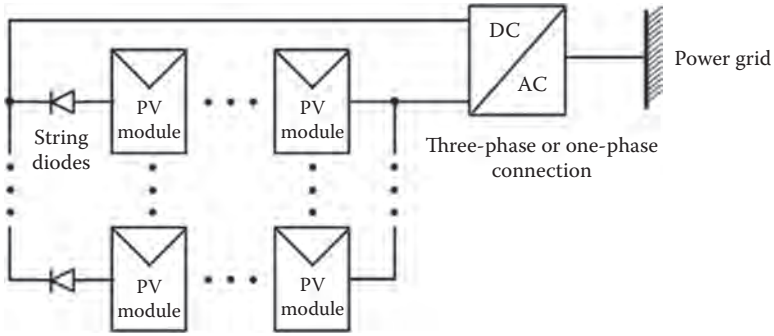 DC
AC
Power grid
PV
module
PV
module
String
diodes
Three-phase or one-phase
connection
PV
module
PV
module